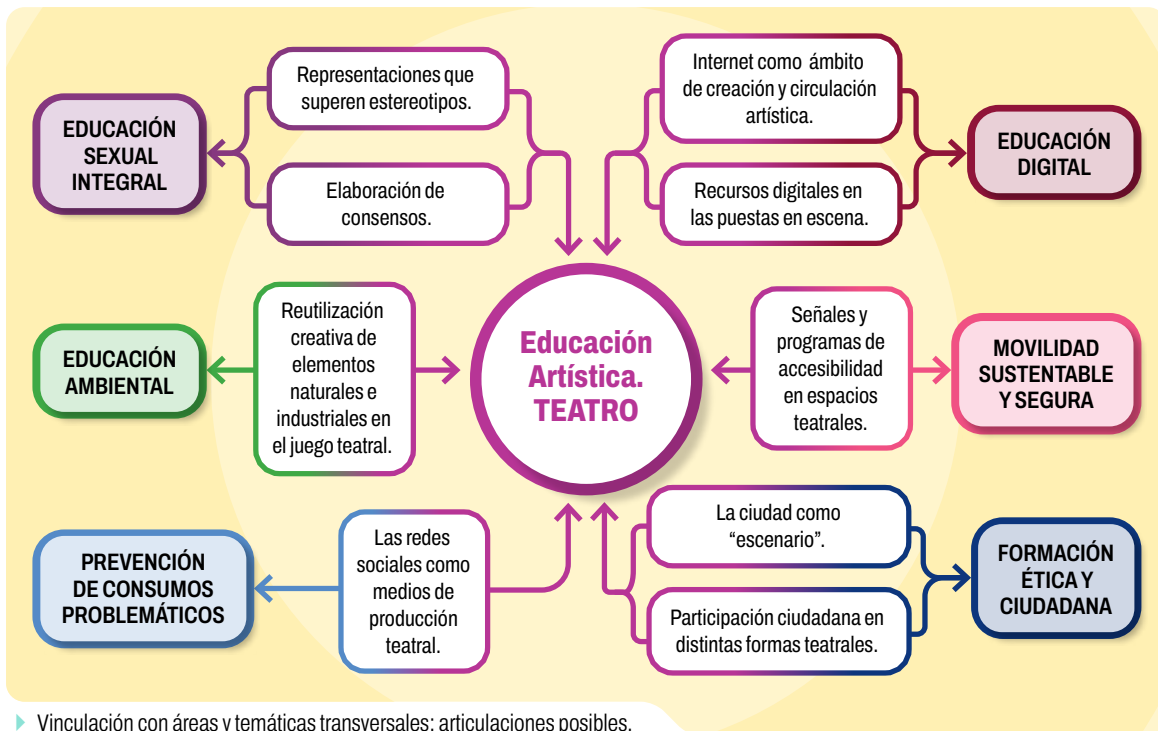 EDUCACIÓN
SEXUAL
INTEGRAL
Representaciones que
superen estereotipos.
Elaboración de
consensos.
Internet como ámbito
de creación y circulación
artística.
Recursos digitales en
las puestas en escena.
EDUCACIÓN
DIGITAL
EDUCACIÓN
AMBIENTAL
Reutilización
creativa de
elementos
naturales e
industriales en
el juego teatral.
Educación
Artística.
TEATRO
Señales y
programas de
accesibilidad
en espacios
teatrales.
MOVILIDAD
SUSTENTABLE
Y SEGURA
PREVENCIÓN
DE CONSUMOS
PROBLEMÁTICOS
Las redes
sociales como
medios de
producción
teatral.
La ciudad como
“escenario”.
Participación ciudadana en
distintas formas teatrales.
FORMACIÓN
ÉTICA Y
CIUDADANA
Vinculación con áreas y temáticas transversales: articulaciones posibles.